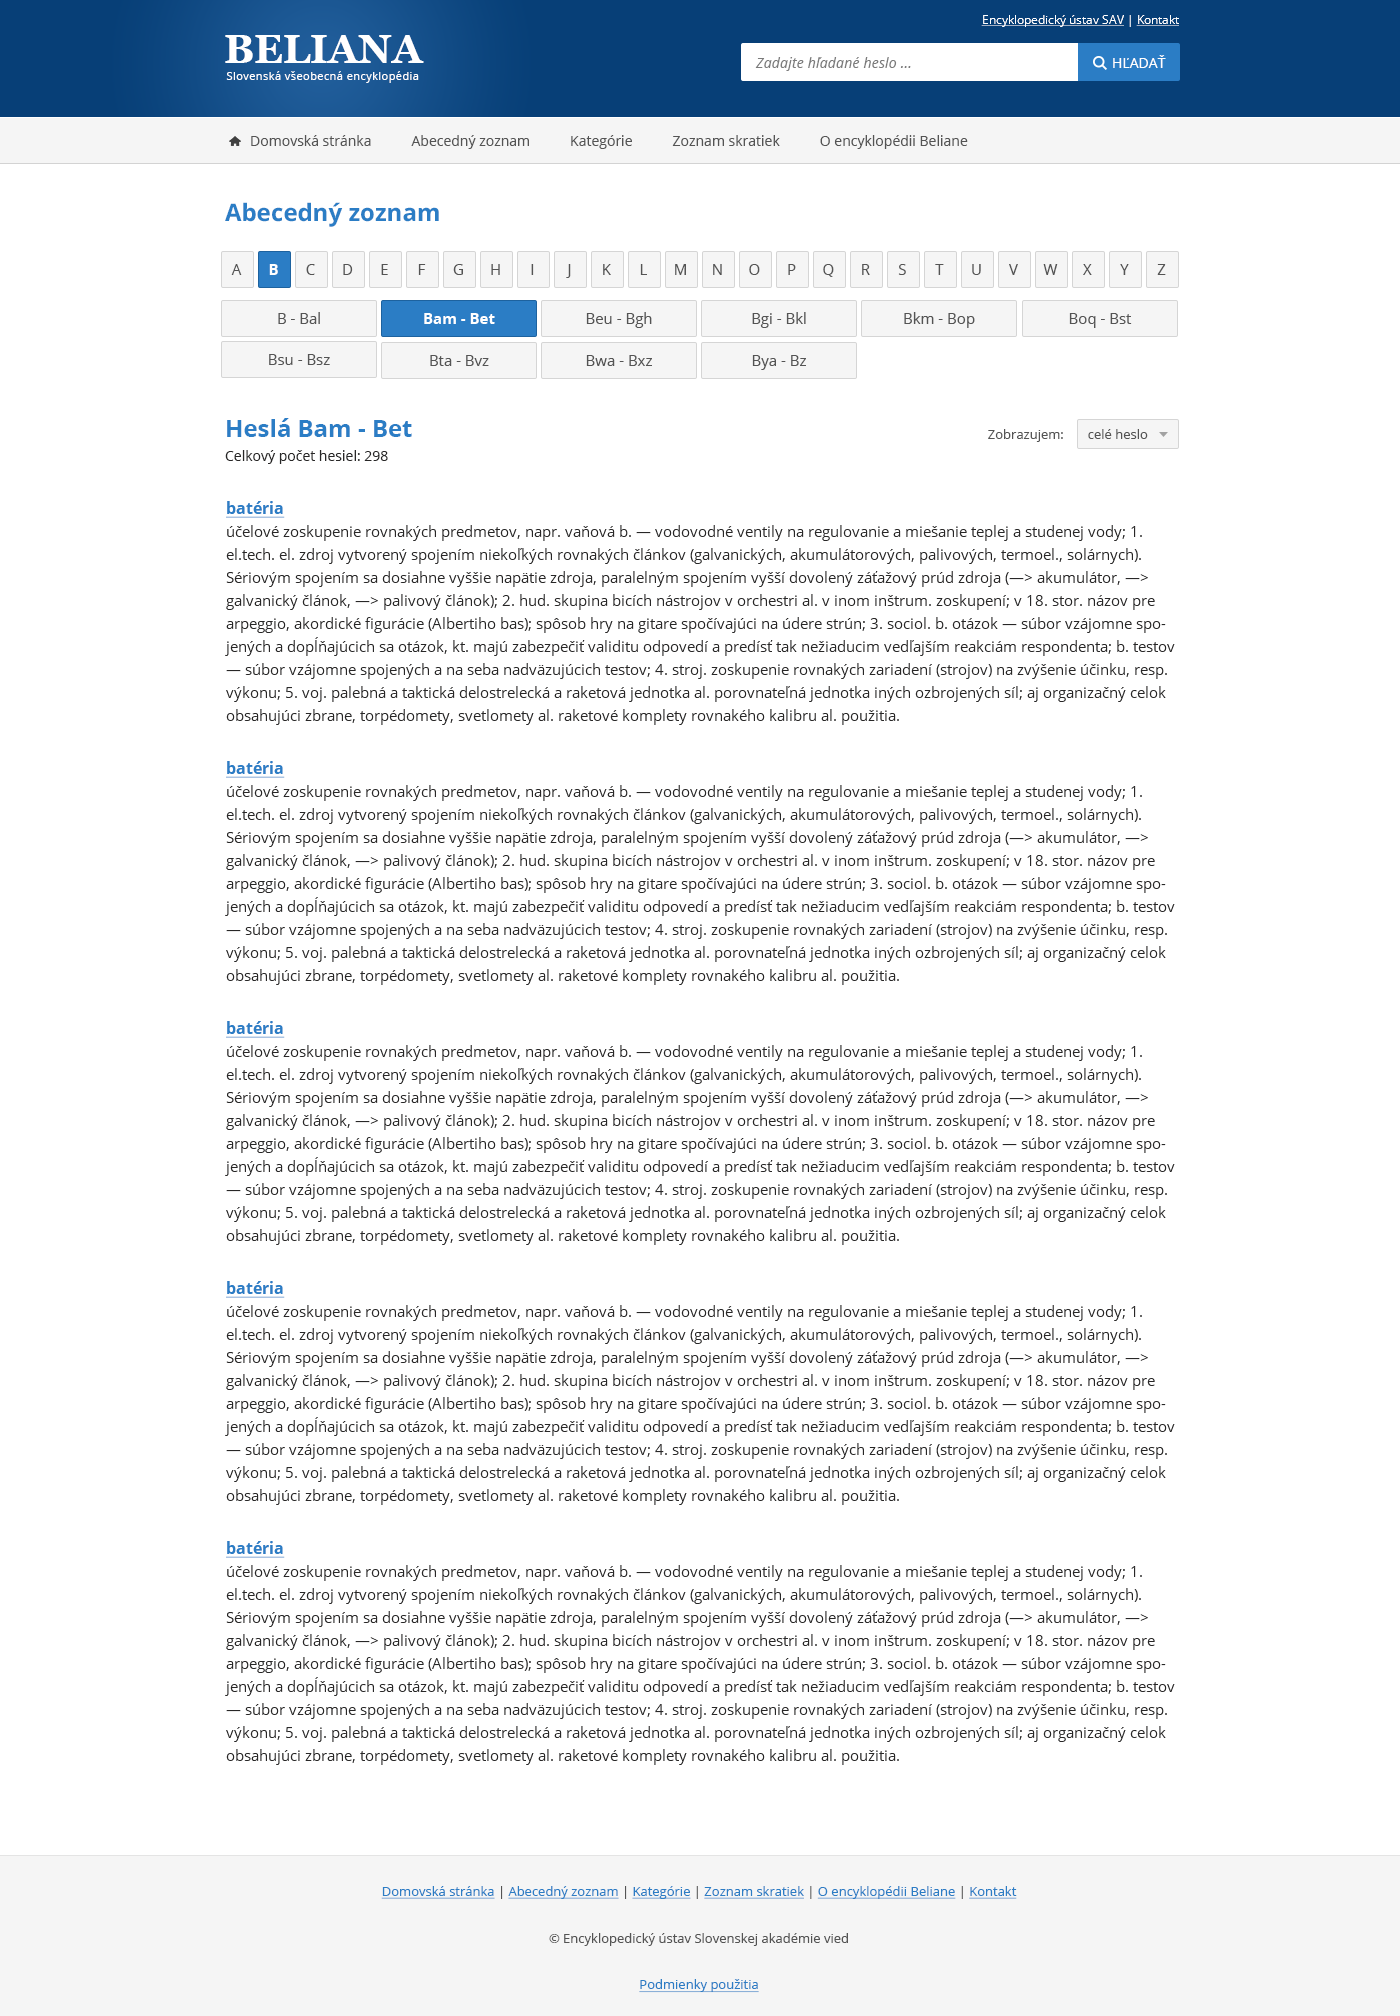 Encyklopedický ústav SAV | Kontakt
BELIANA
Slovenská všeobecná encyklopédia
Zadajte hľadané heslo ...
HĽADAŤ
Domovská stránka Abecedný zoznam Kategórie Zoznam skratiek O encyklopédii Beliane
Abecedný zoznam
A B C D E F G H I J K L M N O P Q R S T U V W X Y Z
B - Bal Bam - Bet Beu - Bgh Bgi - Bkl Bkm - Bop Boq - Bst
Bsu - Bsz Bta - Bvz Bwa - Bxz Bya - Bz
Heslá Bam - Bet
Zobrazujem: celé heslo
Celkový počet hesiel: 298
batéria
účelové zoskupenie rovnakých predmetov, napr. vaňová b. — vodovodné ventily na regulovanie a miešanie teplej a studenej vody; 1.
el.tech. el. zdroj vytvorený spojením niekoľkých rovnakých článkov (galvanických, akumulátorových, palivových, termoel., solárnych).
Sériovým spojením sa dosiahne vyššie napätie zdroja, paralelným spojením vyšší dovolený záťažový prúd zdroja (—> akumulátor, —>
galvanický článok, —> palivový článok); 2. hud. skupina bicích nástrojov v orchestri al. v inom inštrum. zoskupení; v 18. stor. názov pre
arpeggio, akordické figurácie (Albertiho bas); spôsob hry na gitare spočívajúci na údere strún; 3. sociol. b. otázok — súbor vzájomne spo-
jených a dopĺňajúcich sa otázok, kt. majú zabezpečiť validitu odpovedí a predísť tak nežiaducim vedľajším reakciám respondenta; b. testov
— súbor vzájomne spojených a na seba nadväzujúcich testov; 4. stroj. zoskupenie rovnakých zariadení (strojov) na zvýšenie účinku, resp.
výkonu; 5. voj. palebná a taktická delostrelecká a raketová jednotka al. porovnateľná jednotka iných ozbrojených síl; aj organizačný celok
obsahujúci zbrane, torpédomety, svetlomety al. raketové komplety rovnakého kalibru al. použitia.
batéria
účelové zoskupenie rovnakých predmetov, napr. vaňová b. — vodovodné ventily na regulovanie a miešanie teplej a studenej vody; 1.
el.tech. el. zdroj vytvorený spojením niekoľkých rovnakých článkov (galvanických, akumulátorových, palivových, termoel., solárnych).
Sériovým spojením sa dosiahne vyššie napätie zdroja, paralelným spojením vyšší dovolený záťažový prúd zdroja (—> akumulátor, —>
galvanický článok, —> palivový článok); 2. hud. skupina bicích nástrojov v orchestri al. v inom inštrum. zoskupení; v 18. stor. názov pre
arpeggio, akordické figurácie (Albertiho bas); spôsob hry na gitare spočívajúci na údere strún; 3. sociol. b. otázok — súbor vzájomne spo-
jených a dopĺňajúcich sa otázok, kt. majú zabezpečiť validitu odpovedí a predísť tak nežiaducim vedľajším reakciám respondenta; b. testov
— súbor vzájomne spojených a na seba nadväzujúcich testov; 4. stroj. zoskupenie rovnakých zariadení (strojov) na zvýšenie účinku, resp.
výkonu; 5. voj. palebná a taktická delostrelecká a raketová jednotka al. porovnateľná jednotka iných ozbrojených síl; aj organizačný celok
obsahujúci zbrane, torpédomety, svetlomety al. raketové komplety rovnakého kalibru al. použitia.
batéria
účelové zoskupenie rovnakých predmetov, napr. vaňová b. — vodovodné ventily na regulovanie a miešanie teplej a studenej vody; 1.
el.tech. el. zdroj vytvorený spojením niekoľkých rovnakých článkov (galvanických, akumulátorových, palivových, termoel., solárnych).
Sériovým spojením sa dosiahne vyššie napätie zdroja, paralelným spojením vyšší dovolený záťažový prúd zdroja (—> akumulátor, —>
galvanický článok, —> palivový článok); 2. hud. skupina bicích nástrojov v orchestri al. v inom inštrum. zoskupení; v 18. stor. názov pre
arpeggio, akordické figurácie (Albertiho bas); spôsob hry na gitare spočívajúci na údere strún; 3. sociol. b. otázok — súbor vzájomne spo-
jených a dopĺňajúcich sa otázok, kt. majú zabezpečiť validitu odpovedí a predísť tak nežiaducim vedľajším reakciám respondenta; b. testov
— súbor vzájomne spojených a na seba nadväzujúcich testov; 4. stroj. zoskupenie rovnakých zariadení (strojov) na zvýšenie účinku, resp.
výkonu; 5. voj. palebná a taktická delostrelecká a raketová jednotka al. porovnateľná jednotka iných ozbrojených síl; aj organizačný celok
obsahujúci zbrane, torpédomety, svetlomety al. raketové komplety rovnakého kalibru al. použitia.
batéria
účelové zoskupenie rovnakých predmetov, napr. vaňová b. — vodovodné ventily na regulovanie a miešanie teplej a studenej vody; 1.
el.tech. el. zdroj vytvorený spojením niekoľkých rovnakých článkov (galvanických, akumulátorových, palivových, termoel., solárnych).
Sériovým spojením sa dosiahne vyššie napätie zdroja, paralelným spojením vyšší dovolený záťažový prúd zdroja (—> akumulátor, —>
galvanický článok, —> palivový článok); 2. hud. skupina bicích nástrojov v orchestri al. v inom inštrum. zoskupení; v 18. stor. názov pre
arpeggio, akordické figurácie (Albertiho bas); spôsob hry na gitare spočívajúci na údere strún; 3. sociol. b. otázok — súbor vzájomne spo-
jených a dopĺňajúcich sa otázok, kt. majú zabezpečiť validitu odpovedí a predísť tak nežiaducim vedľajším reakciám respondenta; b. testov
— súbor vzájomne spojených a na seba nadväzujúcich testov; 4. stroj. zoskupenie rovnakých zariadení (strojov) na zvýšenie účinku, resp.
výkonu; 5. voj. palebná a taktická delostrelecká a raketová jednotka al. porovnateľná jednotka iných ozbrojených síl; aj organizačný celok
obsahujúci zbrane, torpédomety, svetlomety al. raketové komplety rovnakého kalibru al. použitia.
batéria
účelové zoskupenie rovnakých predmetov, napr. vaňová b. — vodovodné ventily na regulovanie a miešanie teplej a studenej vody; 1.
el.tech. el. zdroj vytvorený spojením niekoľkých rovnakých článkov (galvanických, akumulátorových, palivových, termoel., solárnych).
Sériovým spojením sa dosiahne vyššie napätie zdroja, paralelným spojením vyšší dovolený záťažový prúd zdroja (—> akumulátor, —>
galvanický článok, —> palivový článok); 2. hud. skupina bicích nástrojov v orchestri al. v inom inštrum. zoskupení; v 18. stor. názov pre
arpeggio, akordické figurácie (Albertiho bas); spôsob hry na gitare spočívajúci na údere strún; 3. sociol. b. otázok — súbor vzájomne spo-
jených a dopĺňajúcich sa otázok, kt. majú zabezpečiť validitu odpovedí a predísť tak nežiaducim vedľajším reakciám respondenta; b. testov
— súbor vzájomne spojených a na seba nadväzujúcich testov; 4. stroj. zoskupenie rovnakých zariadení (strojov) na zvýšenie účinku, resp.
výkonu; 5. voj. palebná a taktická delostrelecká a raketová jednotka al. porovnateľná jednotka iných ozbrojených síl; aj organizačný celok
obsahujúci zbrane, torpédomety, svetlomety al. raketové komplety rovnakého kalibru al. použitia.
Domovská stránka | Abecedný zoznam | Kategórie | Zoznam skratiek | O encyklopédii Beliane | Kontakt
© Encyklopedický ústav Slovenskej akadémie vied
Podmienky použitia